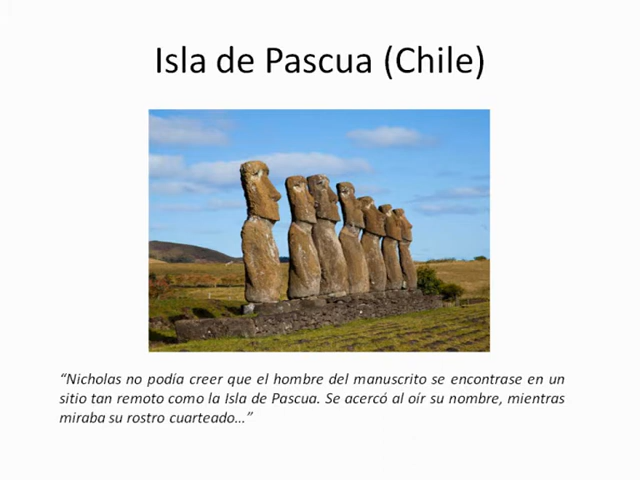 Isla de Pascua (Chile)
“Nicholas no podía creer que el hombre del manuscrito se encontrase en un
sitio tan remoto como la Isla de Pascua. Se acercó al oír su nombre, mientras
miraba su rostro cuarteado…”